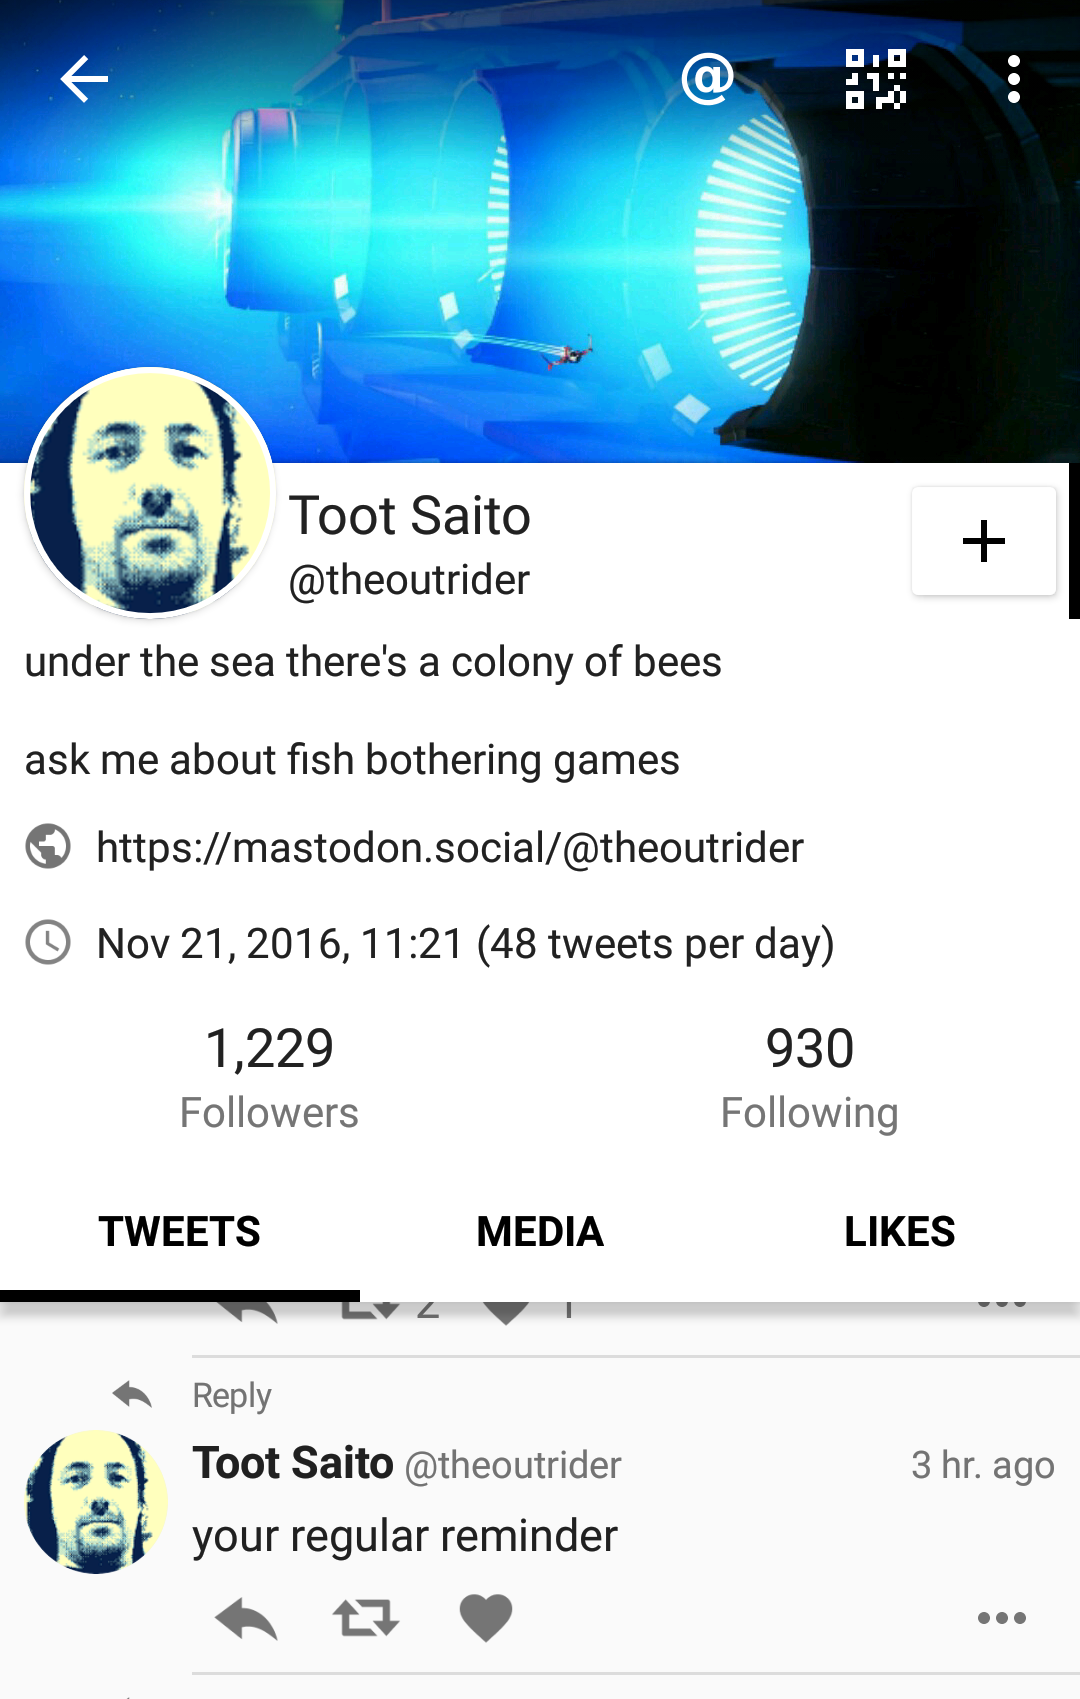 @
Toot Saito
@theoutrider
under the sea there's a colony of bees
ask me about fish bothering games
https://mastodon.social/@theoutrider
Nov 21, 2016, 11:21 (48 tweets per day)
1,229 930
Followers Following
TWEETS MEDIA LIKES
2 1
Reply
Toot Saito @theoutrider 3 hr. ago
your regular reminder